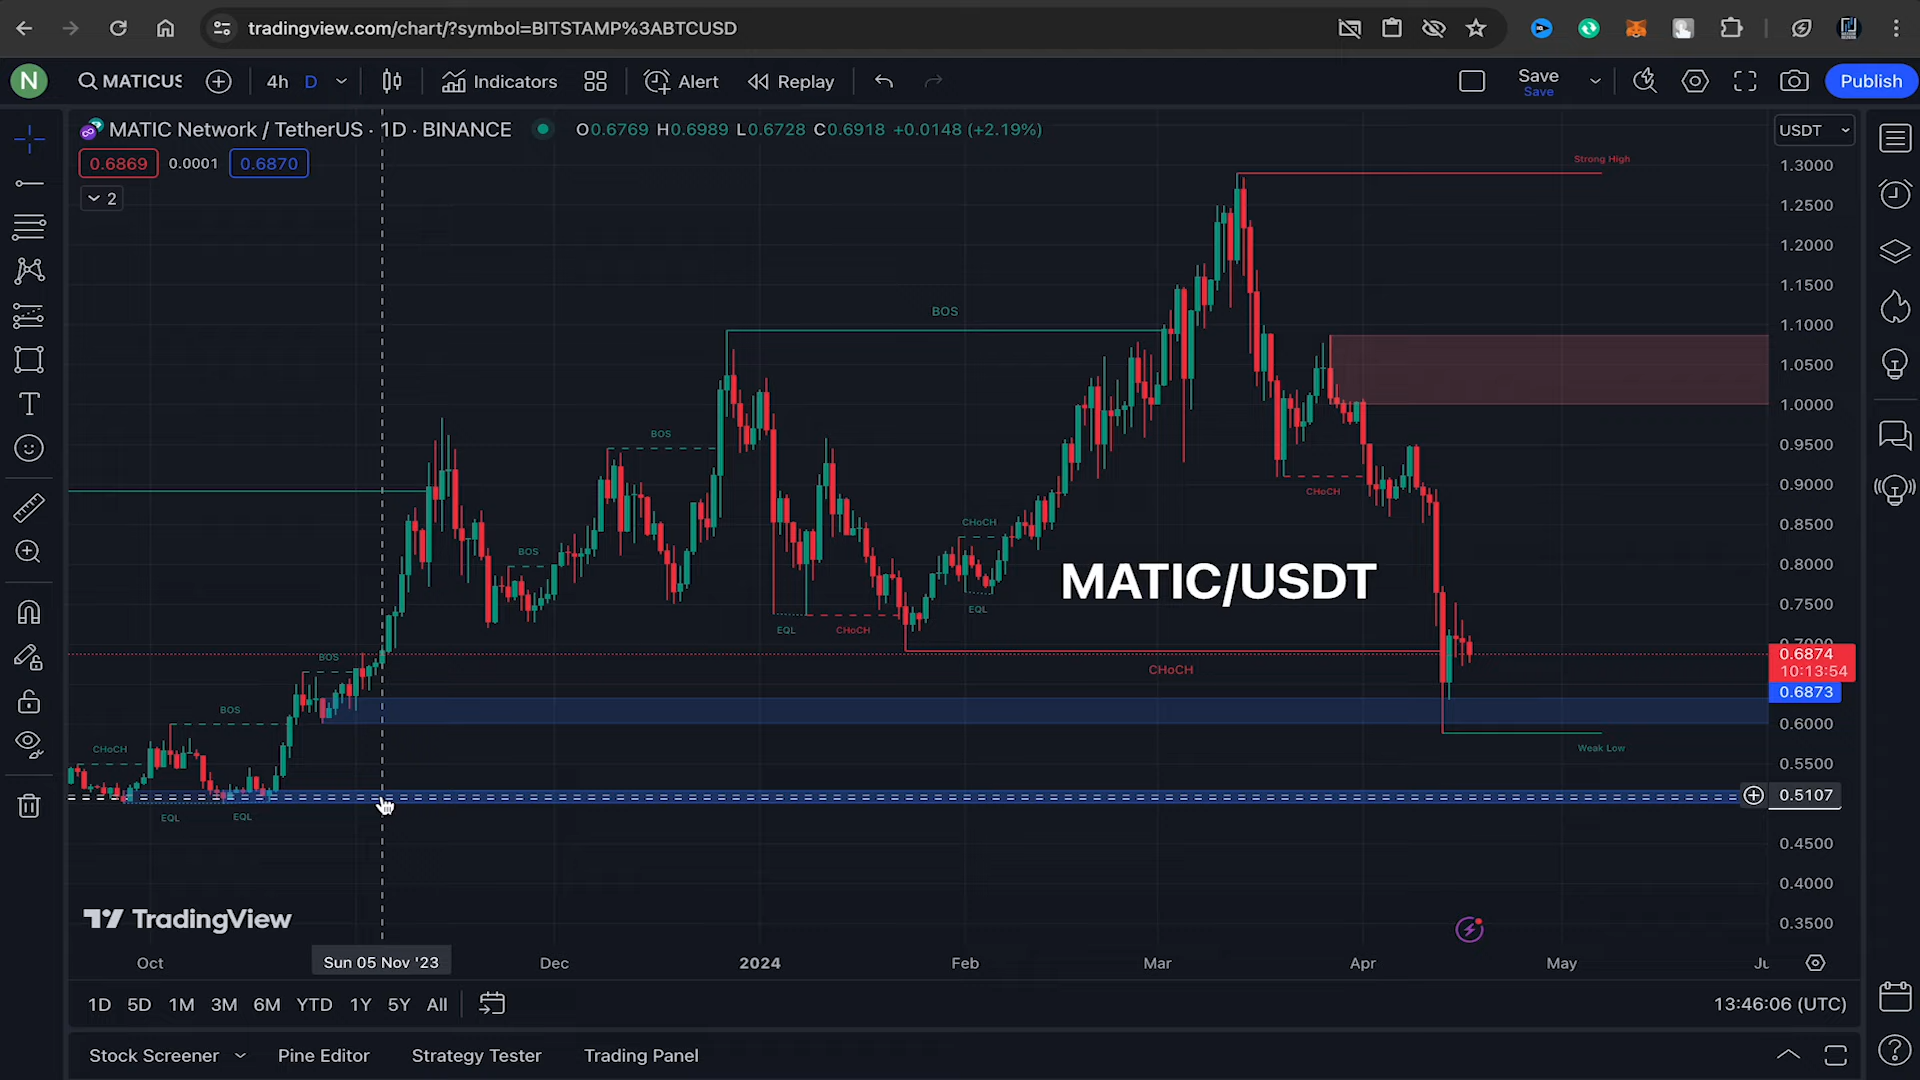 tradingview.com/chart/?symbol=BITSTAMP%3ABTCUSD
N
MATICUS
4h
D
Indicators
Alert
Replay
Save
Save
Publish
MATIC Network / TetherUS · 1D · BINANCE
O0.6769 H0.6989 L0.6728 C0.6918 +0.0148 (+2.19%)
USDT
0.6869
0.0001
0.6870
2
Strong High
1.3000
1.2500
1.2000
1.1500
BOS
1.1000
1.0500
1.0000
BOS
0.9500
CHoCH
0.9000
CHoCH
0.8500
BOS
0.8000
MATIC/USDT
EQL
0.7500
EQL
CHoCH
0.7000
BOS
0.6874
CHoCH
10:13:54
0.6873
BOS
0.6000
CHoCH
Weak Low
0.5500
0.5107
EQL
EQL
0.4500
0.4000
TradingView
0.3500
Oct
Sun 05 Nov '23
Dec
2024
Feb
Mar
Apr
May
1D 5D 1M 3M 6M YTD 1Y 5Y All
13:46:06 (UTC)
Stock Screener
Pine Editor
Strategy Tester
Trading Panel